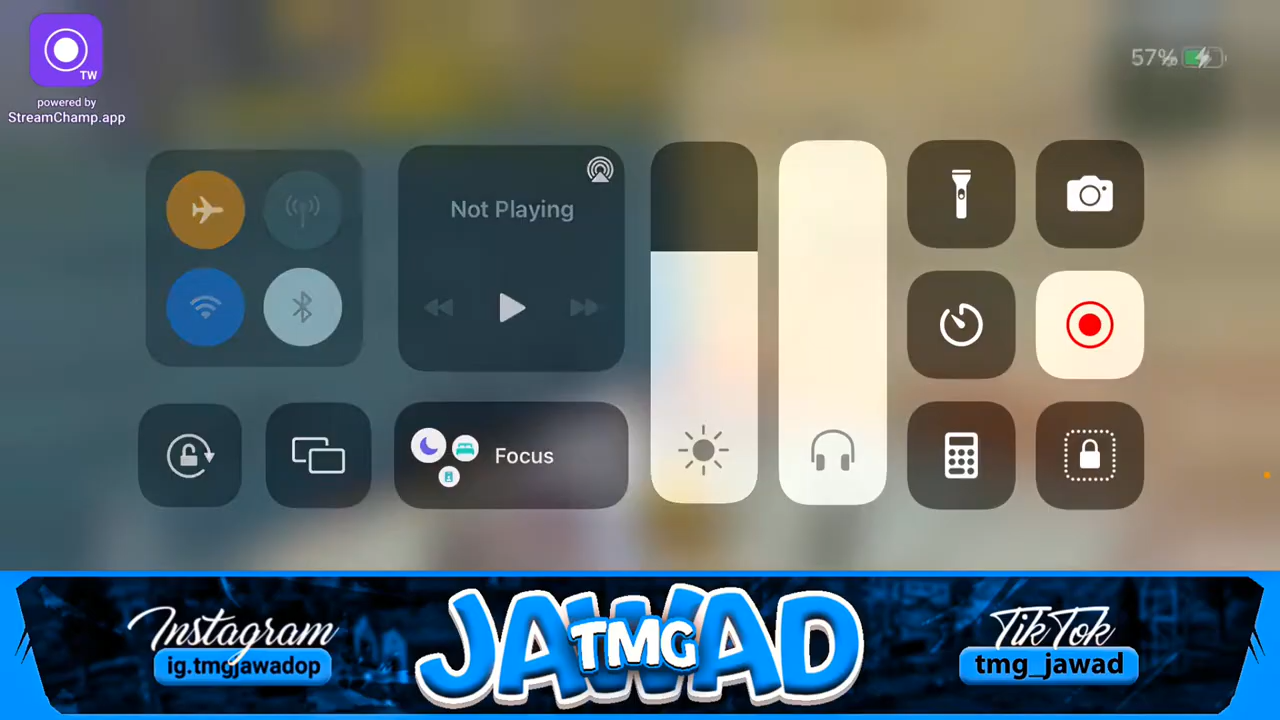 TW
powered by
StreamChamp.app
57%
Not Playing
Focus
Instagram
ig.tmgjawadop
JAWAD
TMG
TikTok
tmg_jawad